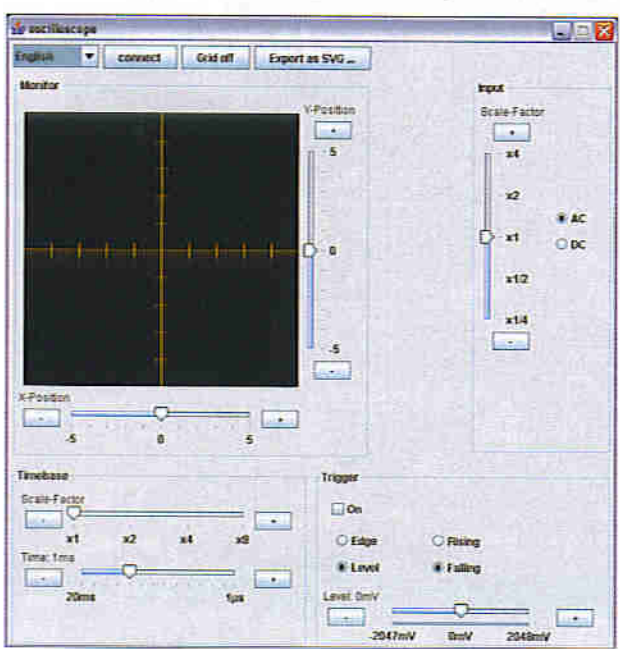 oscilloscope
English connect Grid off Export as SVG ...
Monitor
Y-Position
+
5
0
-5
-
X-Position
- +
-5 0 5
Input
Scale-Factor
+
x4
x2
x1
x1/2
x1/4
-
AC
DC
Timebase
Scale-Factor
- +
x1 x2 x4 x8
Time: 1ms
- +
20ms 1µs
Trigger
On
Edge Rising
Level Falling
Level: 0mV
- +
-2047mV 0mV 2048mV